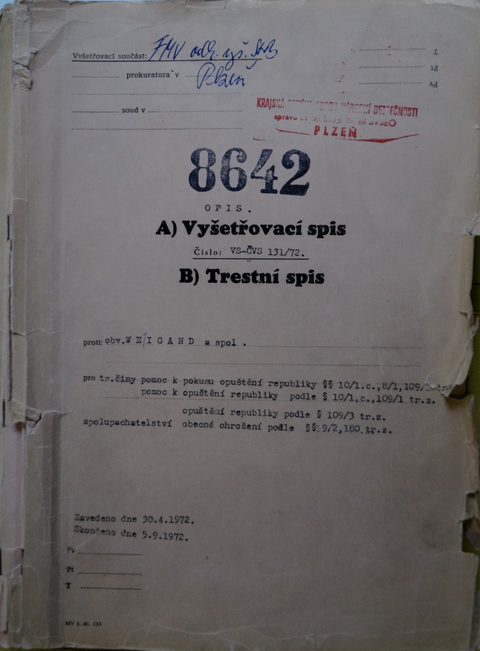 Vyšetřovací součást: FMV odb. vyš. StB
prokuratura v Plzeň
soud v
KRAJSKÁ SPRÁVA SBORU NÁRODNÍ BEZPEČNOSTI
PLZEŇ
8642
OPIS.
A) Vyšetřovací spis
Číslo: VS-ČVS 131/72.
B) Trestní spis
proti: obv. WEIGAND a spol.
pro tr.činy pomoc k pokusu opuštění republiky §§ 10/1.c.,8/1,109/
pomoc k opuštění republiky podle § 10/1,c.,109/1 tr.z.
opuštění republiky podle § 109/3 tr.z.
spolupachatelství obecné ohrožení podle §§ 9/2,180.tr.z.
Zavedeno dne 30.4.1972.
Skončeno dne 5.9.1972.
Pl
T